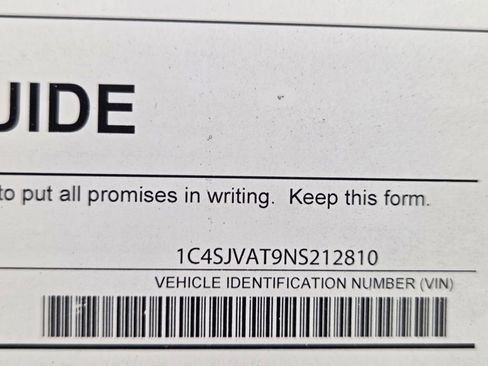 UIDE
to put all promises in writing. Keep this form.
1C4SJVAT9NS212810
VEHICLE IDENTIFICATION NUMBER (VIN)